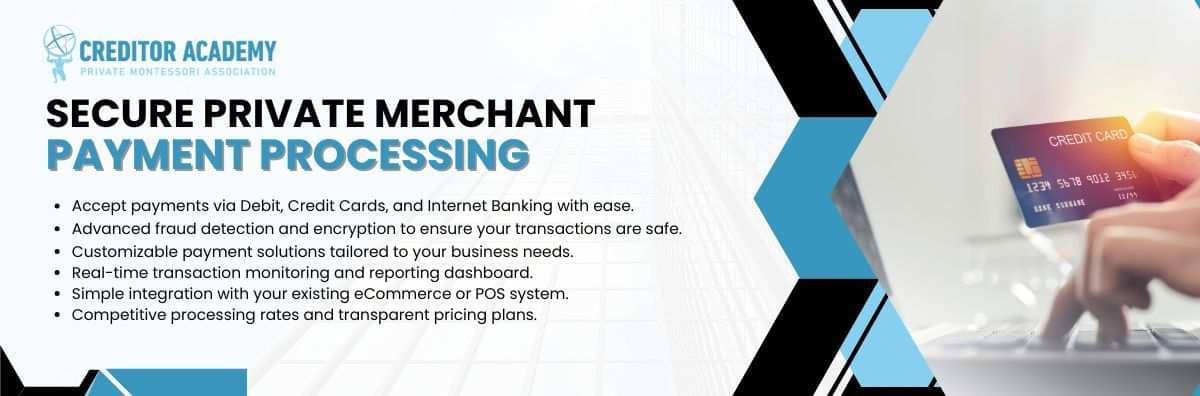 CREDITOR ACADEMY
PRIVATE MONTESSORI ASSOCIATION
SECURE PRIVATE MERCHANT
PAYMENT PROCESSING
• Accept payments via Debit, Credit Cards, and Internet Banking with ease.
• Advanced fraud detection and encryption to ensure your transactions are safe.
• Customizable payment solutions tailored to your business needs.
• Real-time transaction monitoring and reporting dashboard.
• Simple integration with your existing eCommerce or POS system.
• Competitive processing rates and transparent pricing plans.
CREDIT CARD
1234 5678 9012 3456